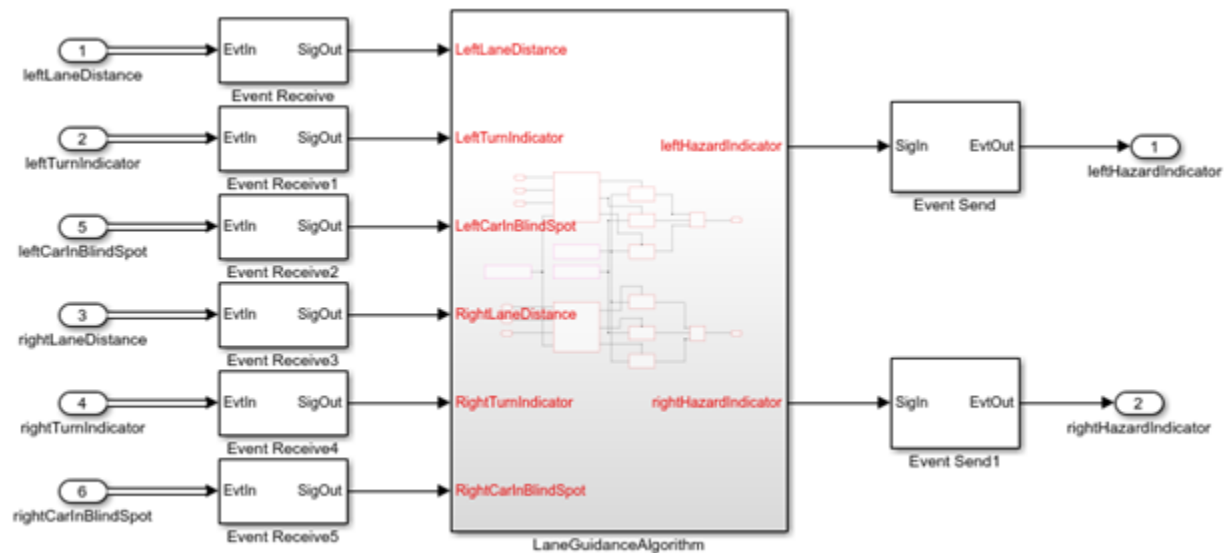 1
leftLaneDistance
EvtIn SigOut
Event Receive
LeftLaneDistance
2
leftTurnIndicator
EvtIn SigOut
Event Receive1
LeftTurnIndicator
5
leftCarInBlindSpot
EvtIn SigOut
Event Receive2
LeftCarInBlindSpot
3
rightLaneDistance
EvtIn SigOut
Event Receive3
RightLaneDistance
4
rightTurnIndicator
EvtIn SigOut
Event Receive4
RightTurnIndicator
6
rightCarInBlindSpot
EvtIn SigOut
Event Receive5
RightCarInBlindSpot
LaneGuidanceAlgorithm
leftHazardIndicator
SigIn EvtOut
Event Send
1
leftHazardIndicator
rightHazardIndicator
SigIn EvtOut
Event Send1
2
rightHazardIndicator